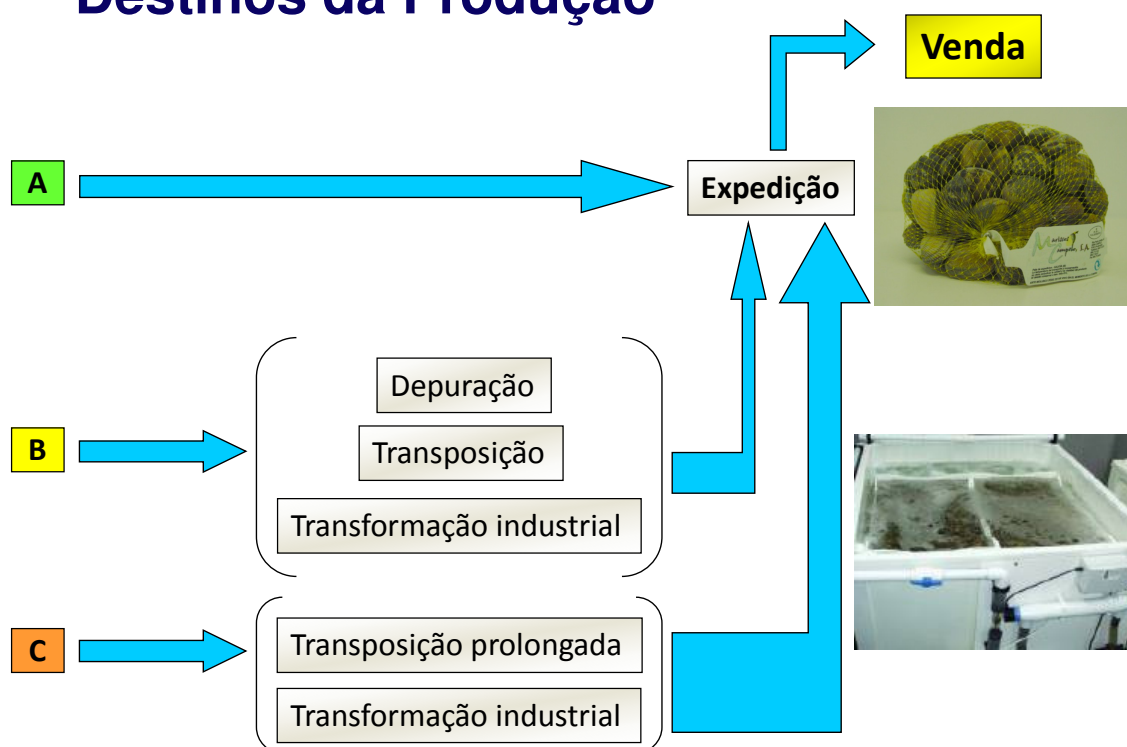 Destinos da Produção
Venda
A
Expedição
B
Depuração
Transposição
Transformação industrial
C
Transposição prolongada
Transformação industrial